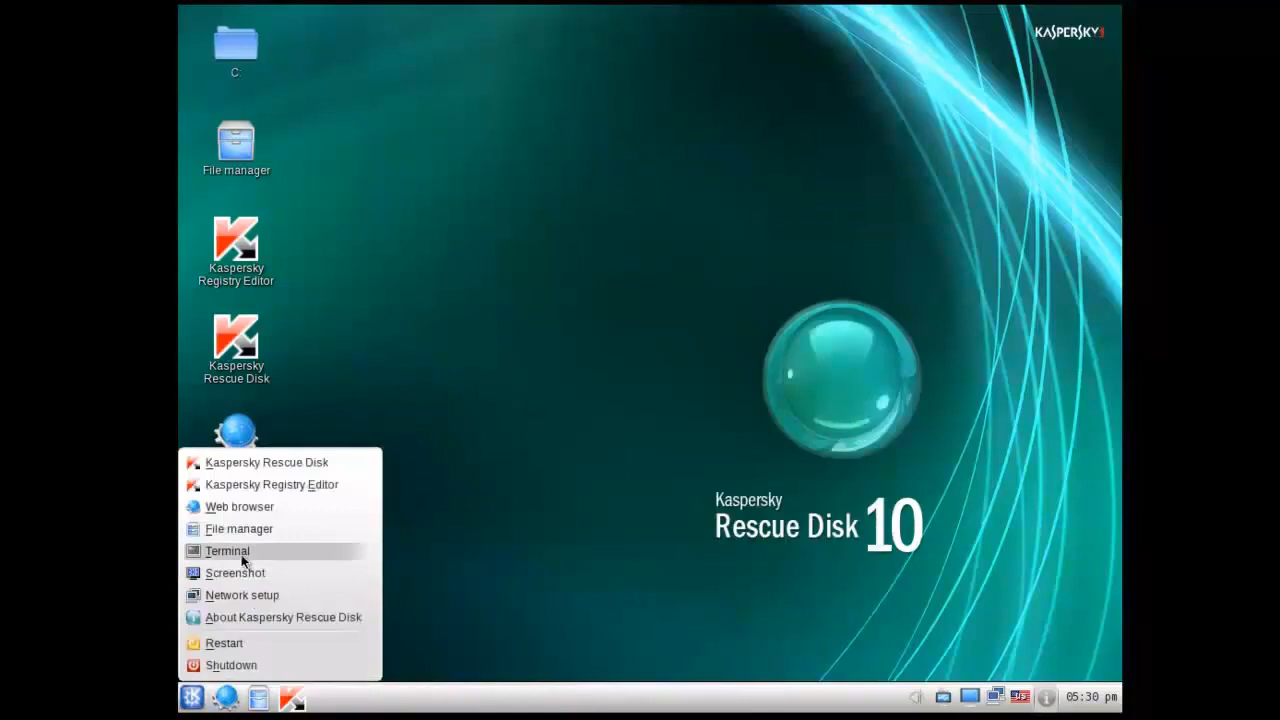 KASPERSKY
C:
File manager
Kaspersky
Registry Editor
Kaspersky
Rescue Disk
Kaspersky
Rescue Disk 10
Kaspersky Rescue Disk
Kaspersky Registry Editor
Web browser
File manager
Terminal
Screenshot
Network setup
About Kaspersky Rescue Disk
Restart
Shutdown
US
05:30 pm